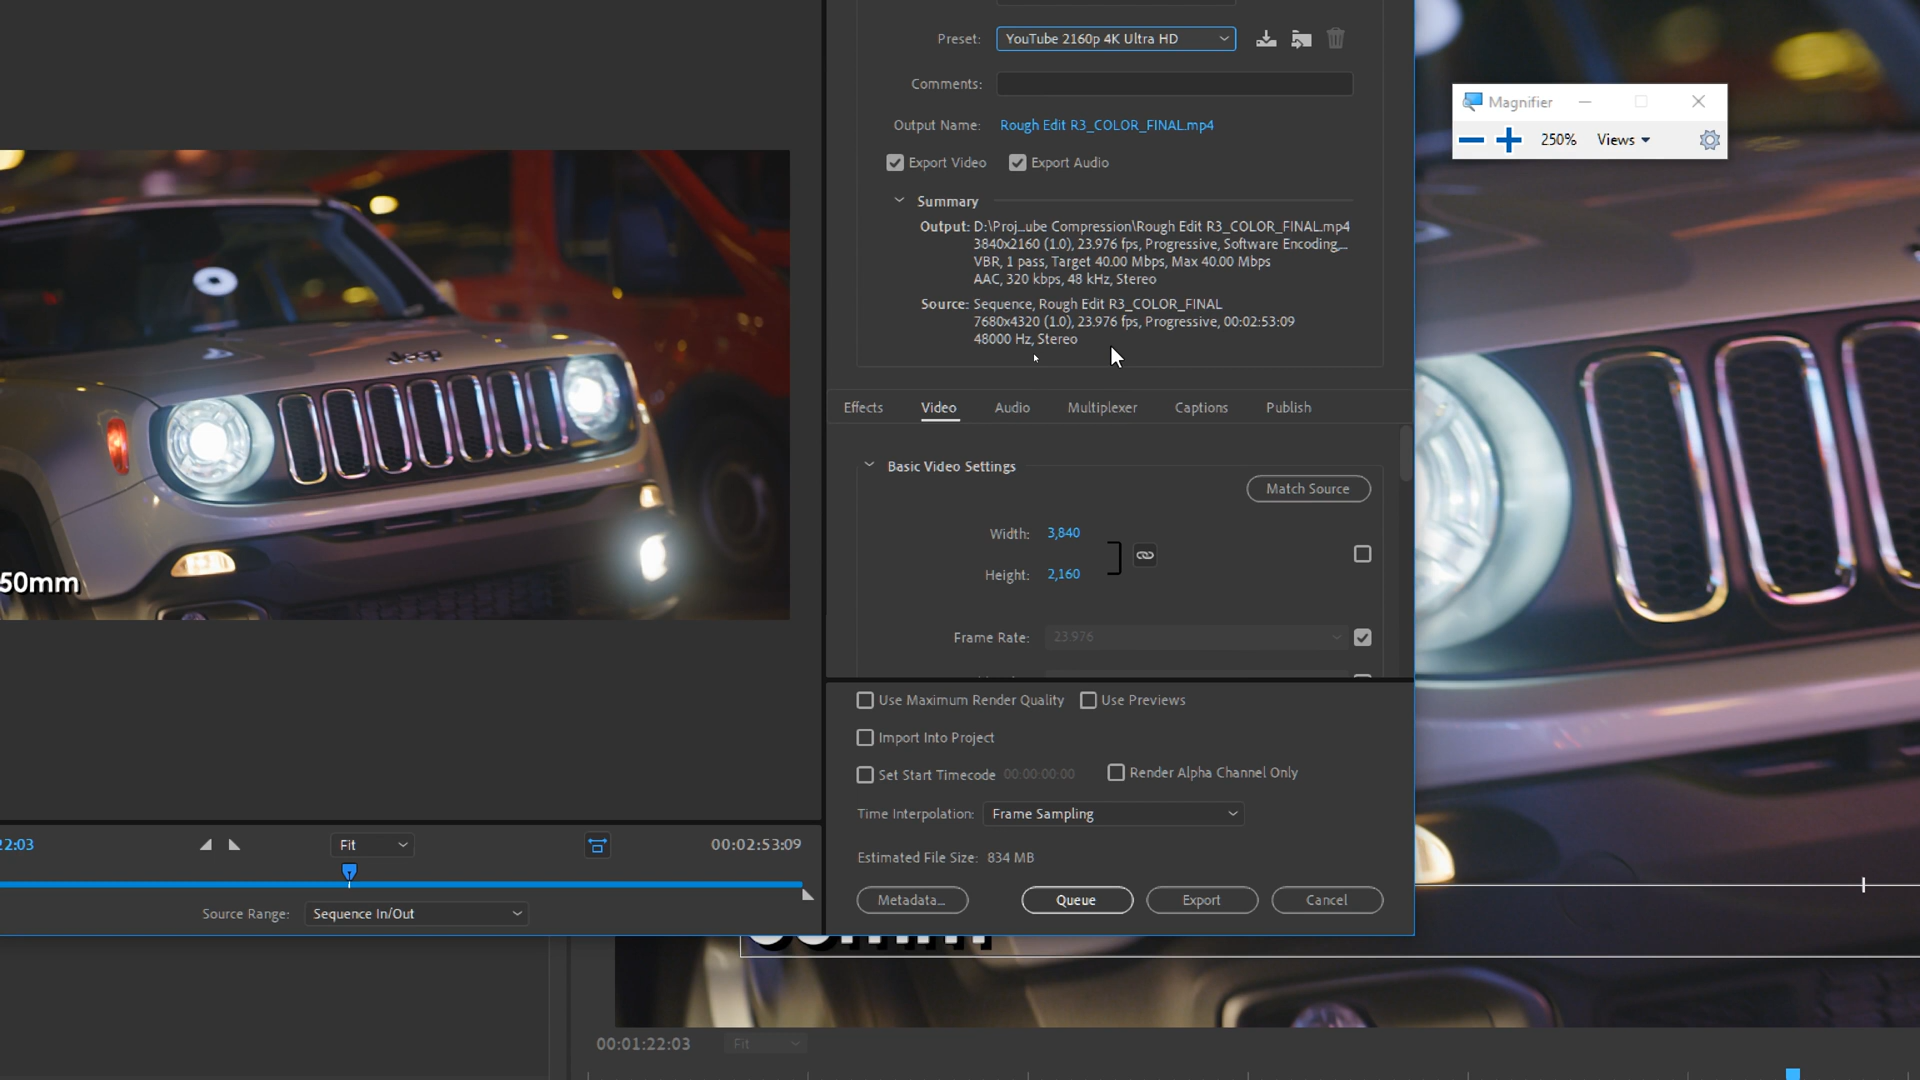 Preset: YouTube 2160p 4K Ultra HD
Comments:
Output Name: Rough Edit R3_COLOR_FINAL.mp4
Export Video Export Audio
Summary
Output: D:\Proj...ube Compression\Rough Edit R3_COLOR_FINAL.mp4
3840x2160 (1.0), 23.976 fps, Progressive, Software Encoding,...
VBR, 1 pass, Target 40.00 Mbps, Max 40.00 Mbps
AAC, 320 kbps, 48 kHz, Stereo
Source: Sequence, Rough Edit R3_COLOR_FINAL
7680x4320 (1.0), 23.976 fps, Progressive, 00:02:53:09
48000 Hz, Stereo
Effects Video Audio Multiplexer Captions Publish
Basic Video Settings
Match Source
Width: 3,840
Height: 2,160
Frame Rate: 23.976
Use Maximum Render Quality Use Previews
Import Into Project
Set Start Timecode 00:00:00:00 Render Alpha Channel Only
Time Interpolation: Frame Sampling
Estimated File Size: 834 MB
Metadata... Queue Export Cancel
Magnifier
250% Views
Jeep
50mm
22:03 Fit 00:02:53:09
Source Range: Sequence In/Out
00:01:22:03 Fit